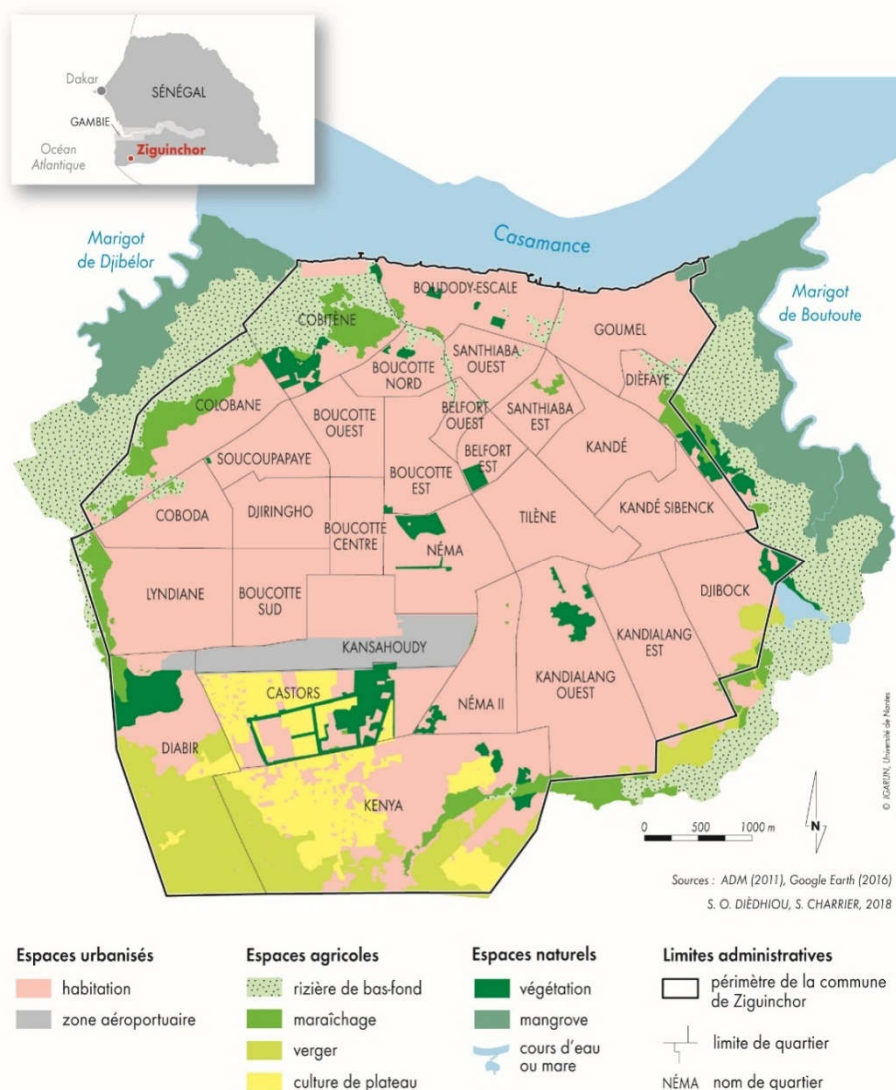 Dakar
SÉNÉGAL
GAMBIE
Océan
Atlantique
Ziguinchor
Marigot
de Djibélor
Casamance
Marigot
de Boutoute
BOUDODY-ESCALE
COBITÈNE
GOUMEL
SANTHIABA
OUEST
BOUCOTTE
NORD
DIÈFAYE
COLOBANE
BOUCOTTE
OUEST
BELFORT
OUEST
SANTHIABA
EST
KANDÉ
SOUCOUPAPAYE
BELFORT
EST
BOUCOTTE
EST
COBODA
DJIRINGHO
BOUCOTTE
CENTRE
TILÈNE
KANDÉ SIBENCK
NÉMA
LYNDIANE
BOUCOTTE
SUD
DJIBOCK
KANDIALANG
EST
KANSAHOUDY
CASTORS
NÉMA II
KANDIALANG
OUEST
DIABIR
KENYA
© IGARUN, Université de Nantes
0 500 1000 m
N
Sources : ADM (2011), Google Earth (2016)
S. O. DIÈDHIOU, S. CHARRIER, 2018
Espaces urbanisés
habitation
zone aéroportuaire
Espaces agricoles
rizière de bas-fond
maraîchage
verger
culture de plateau
Espaces naturels
végétation
mangrove
cours d'eau
ou mare
Limites administratives
périmètre de la commune
de Ziguinchor
limite de quartier
NÉMA nom de quartier